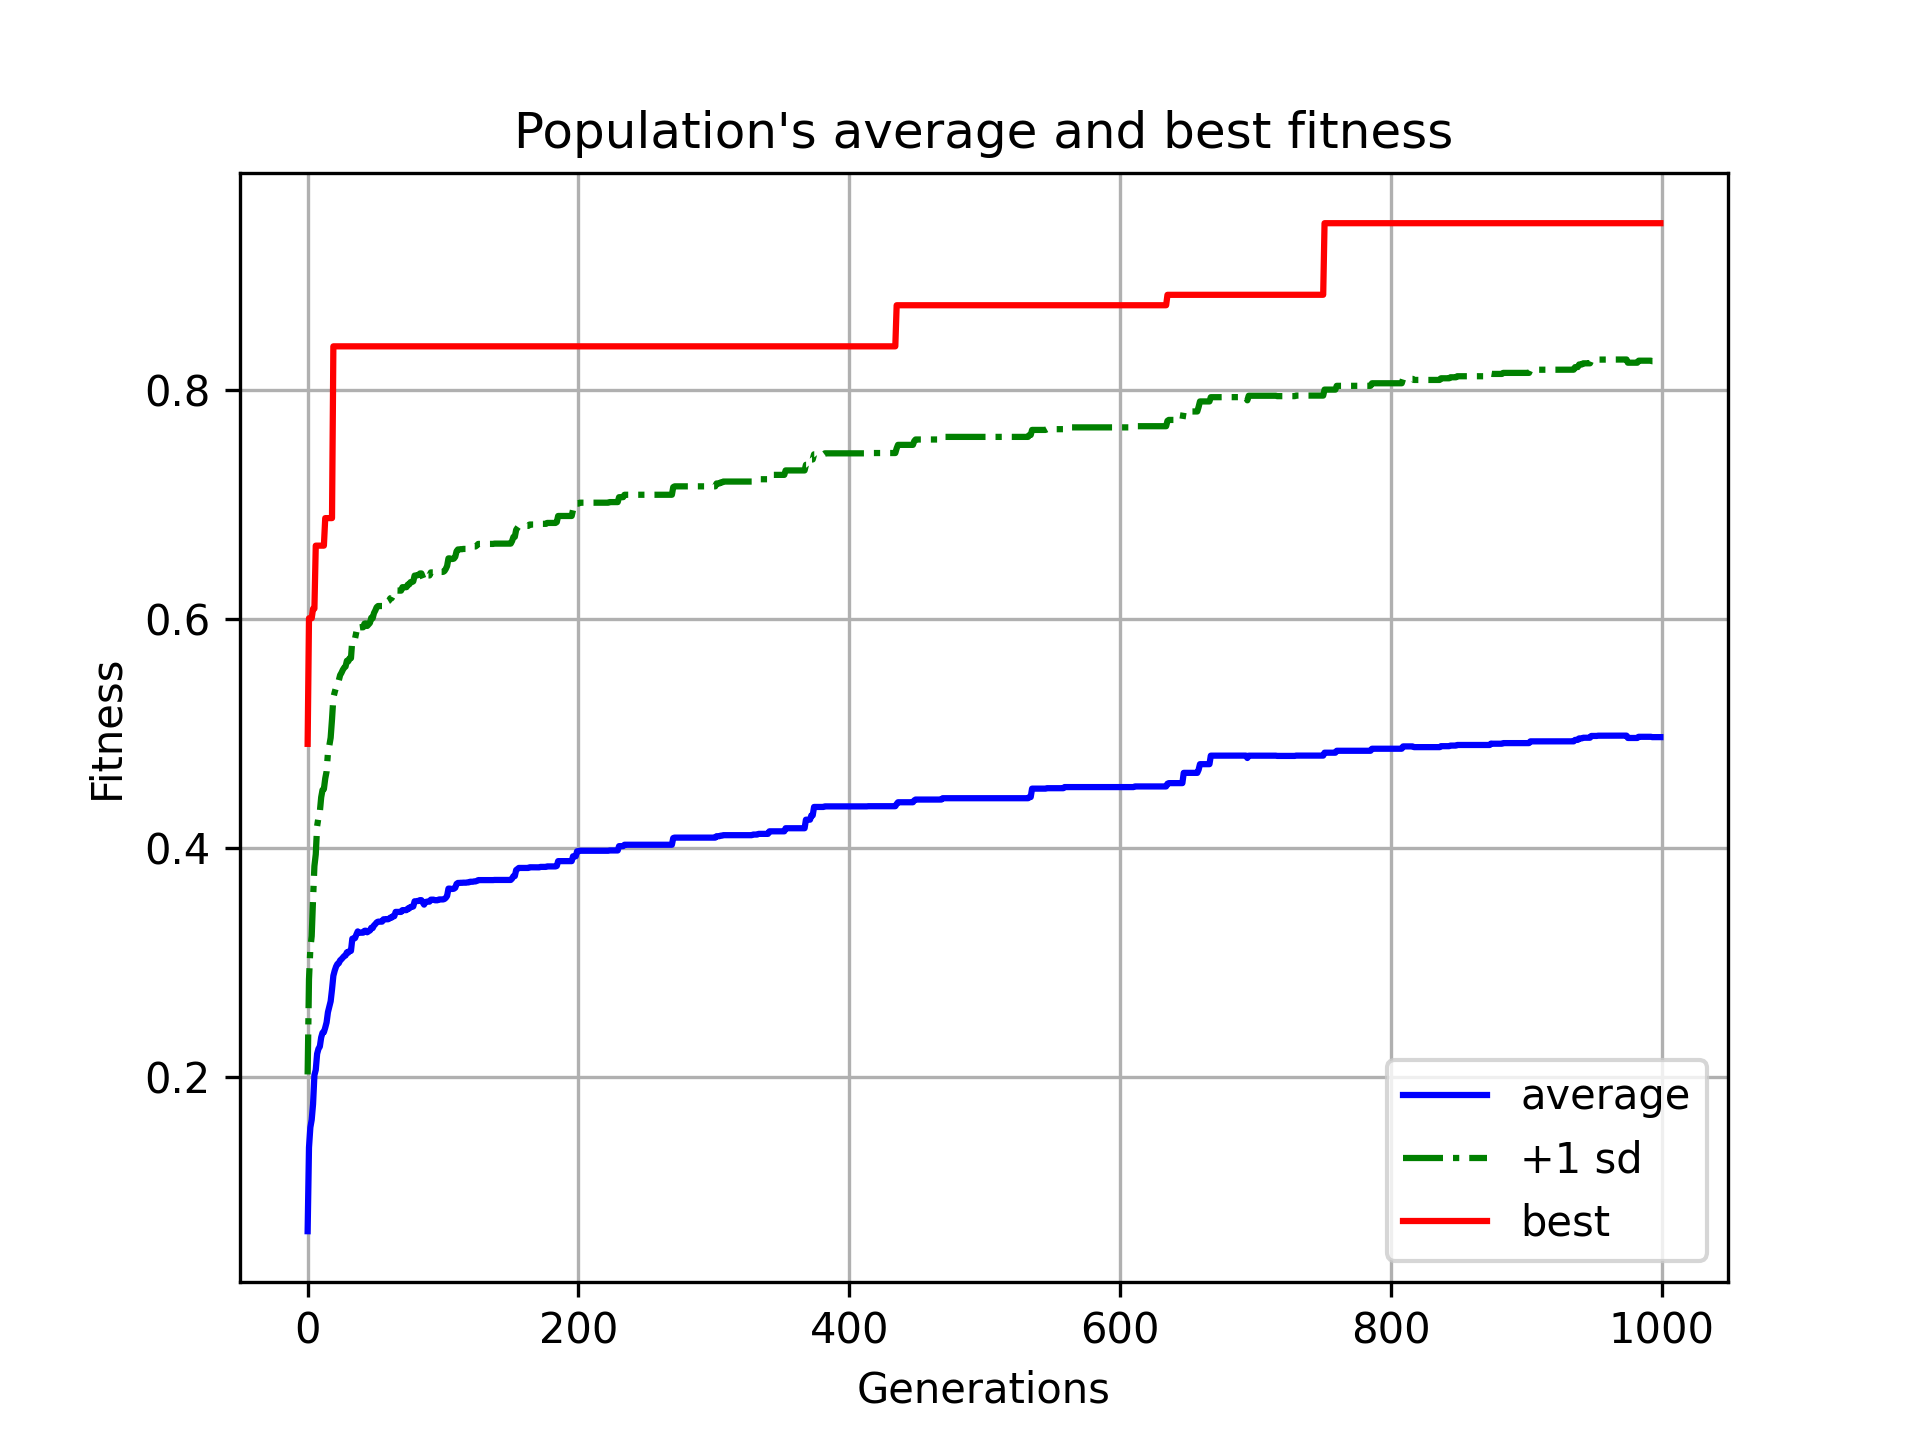 Population's average and best fitness
Fitness
0.8
0.6
0.4
0.2
0 200 400 600 800 1000
Generations
average
+1 sd
best